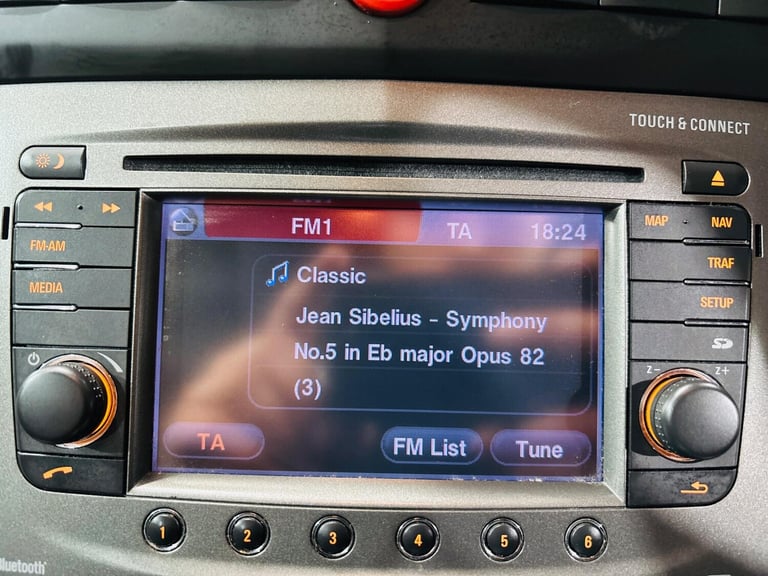 TOUCH & CONNECT
FM1 TA 18:24
MAP NAV
FM-AM
TRAF
MEDIA
SETUP
Classic
Jean Sibelius - Symphony
No.5 in Eb major Opus 82
(3)
Z- Z+
TA FM List Tune
1 2 3 4 5 6
Bluetooth